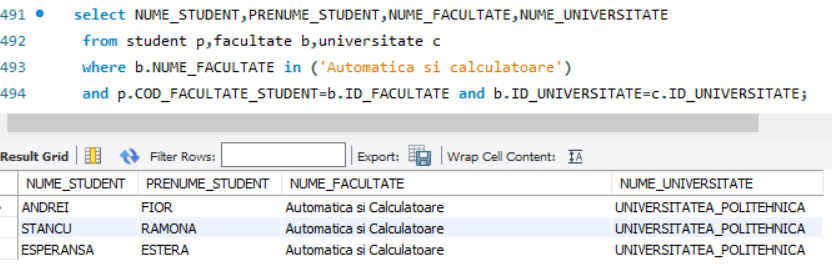 491 select NUME_STUDENT,PRENUME_STUDENT,NUME_FACULTATE,NUME_UNIVERSITATE
492 from student p,facultate b,universitate c
493 where b.NUME_FACULTATE in ('Automatica si calculatoare')
494 and p.COD_FACULTATE_STUDENT=b.ID_FACULTATE and b.ID_UNIVERSITATE=c.ID_UNIVERSITATE;
Result Grid Filter Rows: Export: Wrap Cell Content: IA
NUME_STUDENT PRENUME_STUDENT NUME_FACULTATE NUME_UNIVERSITATE
ANDREI FIOR Automatica si Calculatoare UNIVERSITATEA_POLITEHNICA
STANCU RAMONA Automatica si Calculatoare UNIVERSITATEA_POLITEHNICA
ESPERANSA ESTERA Automatica si Calculatoare UNIVERSITATEA_POLITEHNICA